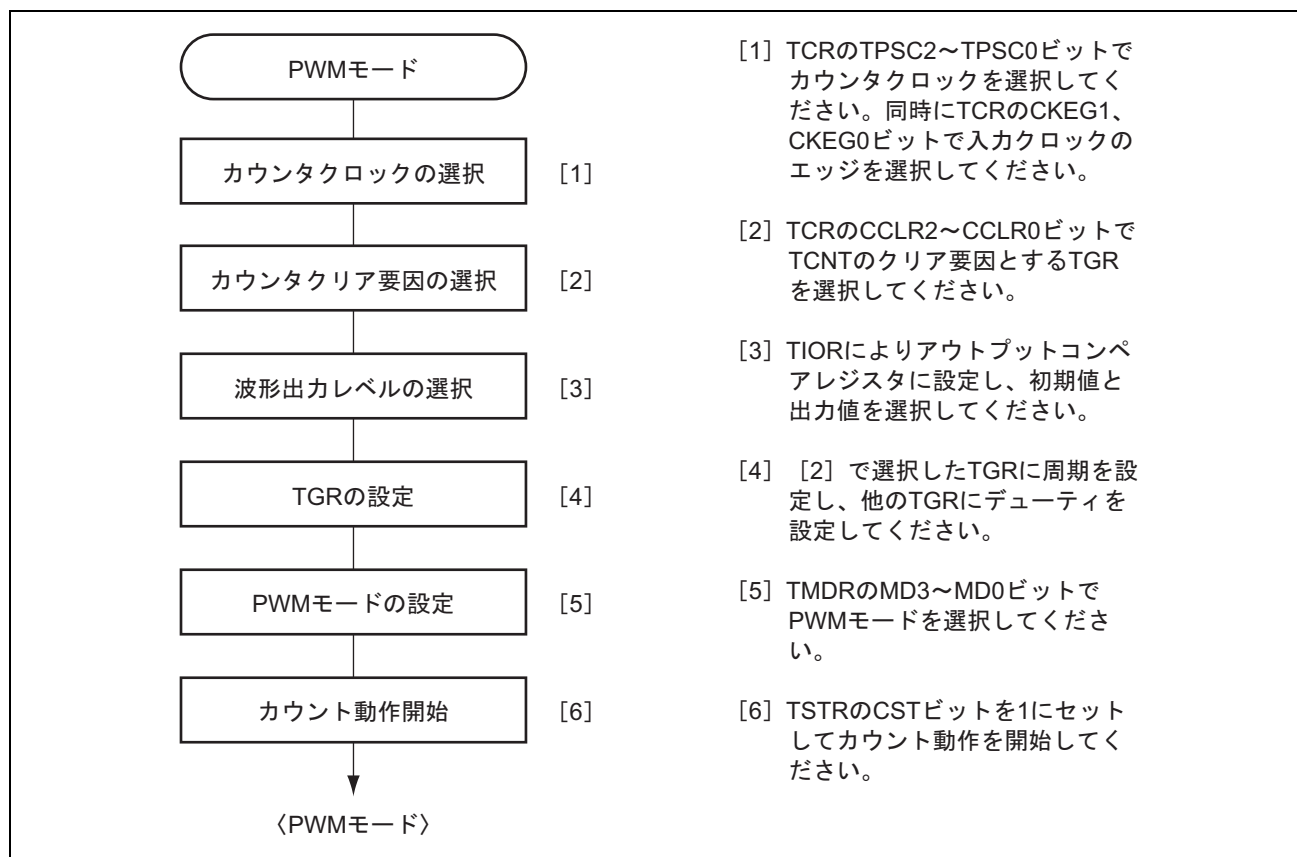 PWMモード
カウンタクロックの選択 [1]
カウンタクリア要因の選択 [2]
波形出力レベルの選択 [3]
TGRの設定 [4]
PWMモードの設定 [5]
カウント動作開始 [6]
〈PWMモード〉
[1] TCRのTPSC2～TPSC0ビットで
カウンタクロックを選択してく
ださい。同時にTCRのCKEG1、
CKEG0ビットで入力クロックの
エッジを選択してください。
[2] TCRのCCLR2～CCLR0ビットで
TCNTのクリア要因とするTGR
を選択してください。
[3] TIORによりアウトプットコンペ
アレジスタに設定し、初期値と
出力値を選択してください。
[4] [2]で選択したTGRに周期を設
定し、他のTGRにデューティを
設定してください。
[5] TMDRのMD3～MD0ビットで
PWMモードを選択してくださ
い。
[6] TSTRのCSTビットを1にセット
してカウント動作を開始してく
ださい。